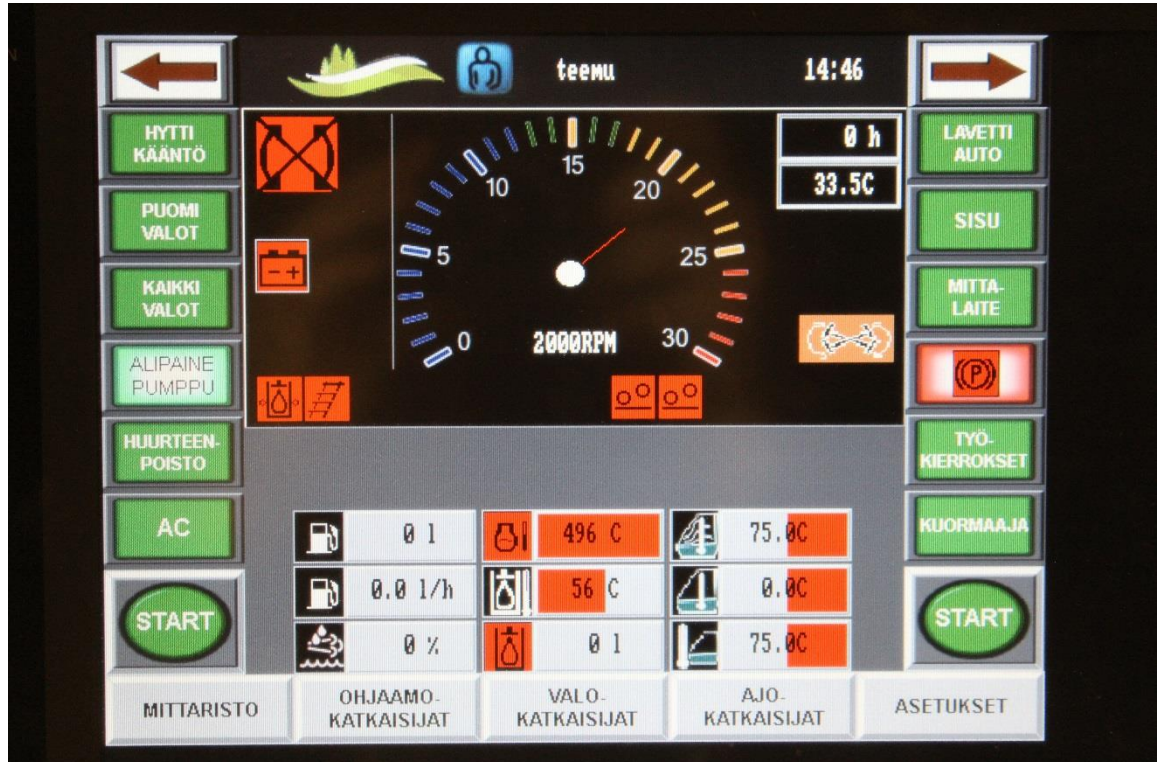 teemu
14:46
HYTTI
KÄÄNTÖ
PUOMI
VALOT
KAIKKI
VALOT
ALIPAINE
PUMPPU
HUURTEEN-
POISTO
AC
START
0
5
10
15
20
25
30
2000RPM
0 h
33.5C
- +
LAVETTI
AUTO
SISU
MITTA-
LAITE
(P)
TYÖ-
KIERROKSET
KUORMAAJA
START
0 l
496 C
75.0C
0.0 l/h
56 C
0.0C
0 %
0 l
75.0C
MITTARISTO
OHJAAMO-
KATKAISIJAT
VALO-
KATKAISIJAT
AJO-
KATKAISIJAT
ASETUKSET